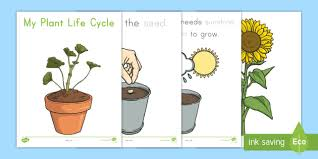 My Plant Life Cycle
the seed.
needs sunshine
to grow.
ink saving
Eco